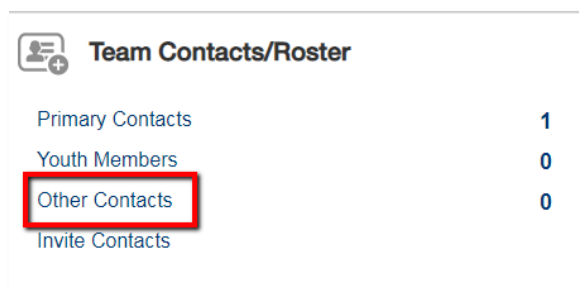 Team Contacts/Roster
Primary Contacts 1
Youth Members 0
Other Contacts 0
Invite Contacts